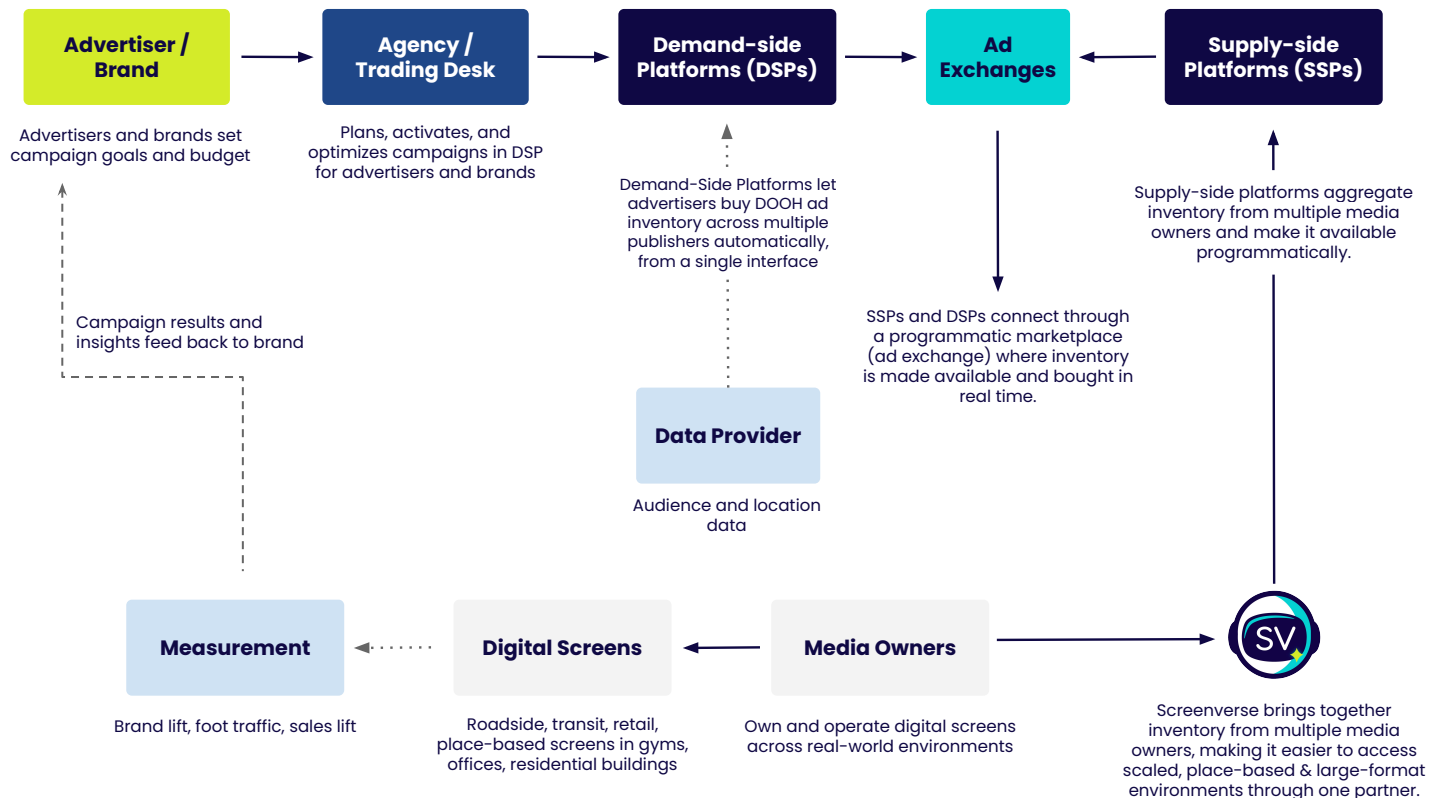 Advertiser /
Brand
Agency /
Trading Desk
Demand-side
Platforms (DSPs)
Ad
Exchanges
Supply-side
Platforms (SSPs)
Advertisers and brands set
campaign goals and budget
Plans, activates, and
optimizes campaigns in DSP
for advertisers and brands
Demand-Side Platforms let
advertisers buy DOOH ad
inventory across multiple
publishers automatically,
from a single interface
Supply-side platforms aggregate
inventory from multiple media
owners and make it available
programmatically.
Campaign results and
insights feed back to brand
SSPs and DSPs connect through
a programmatic marketplace
(ad exchange) where inventory
is made available and bought in
real time.
Data Provider
Audience and location
data
Measurement
Digital Screens
Media Owners
SV
Brand lift, foot traffic, sales lift
Roadside, transit, retail,
place-based screens in gyms,
offices, residential buildings
Own and operate digital screens
across real-world environments
Screenverse brings together
inventory from multiple media
owners, making it easier to access
scaled, place-based & large-format
environments through one partner.